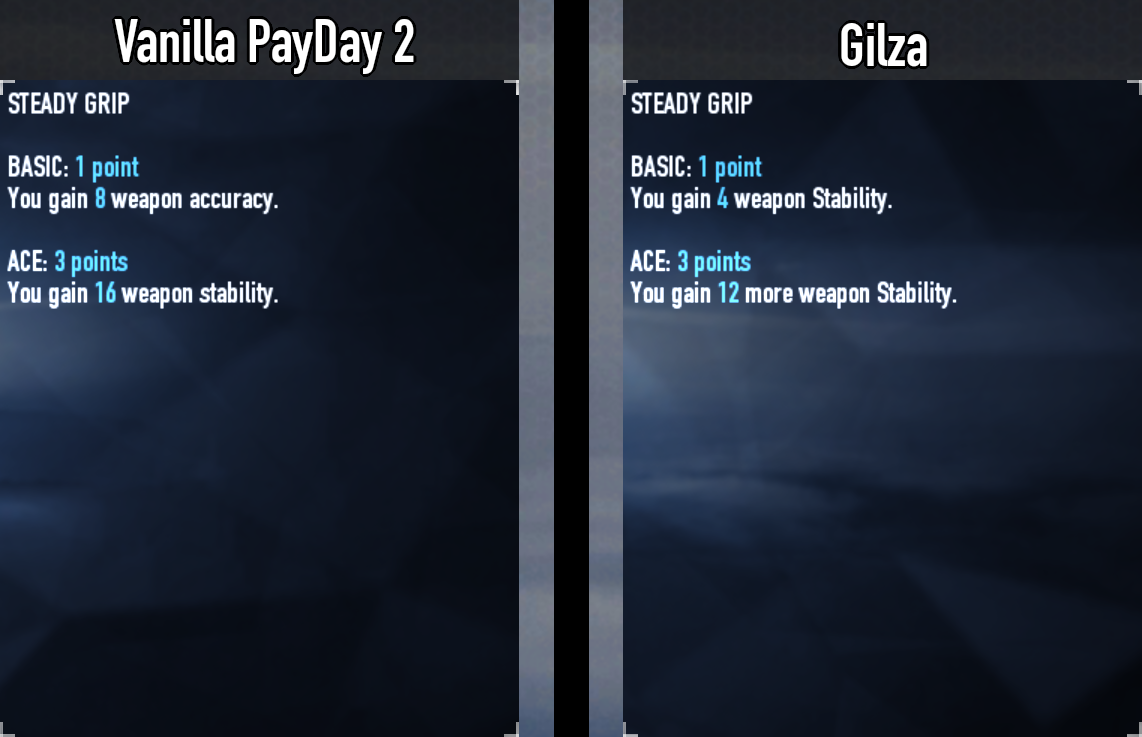 Vanilla PayDay 2
STEADY GRIP
BASIC: 1 point
You gain 8 weapon accuracy.
ACE: 3 points
You gain 16 weapon stability.
Gilza
STEADY GRIP
BASIC: 1 point
You gain 4 weapon Stability.
ACE: 3 points
You gain 12 more weapon Stability.